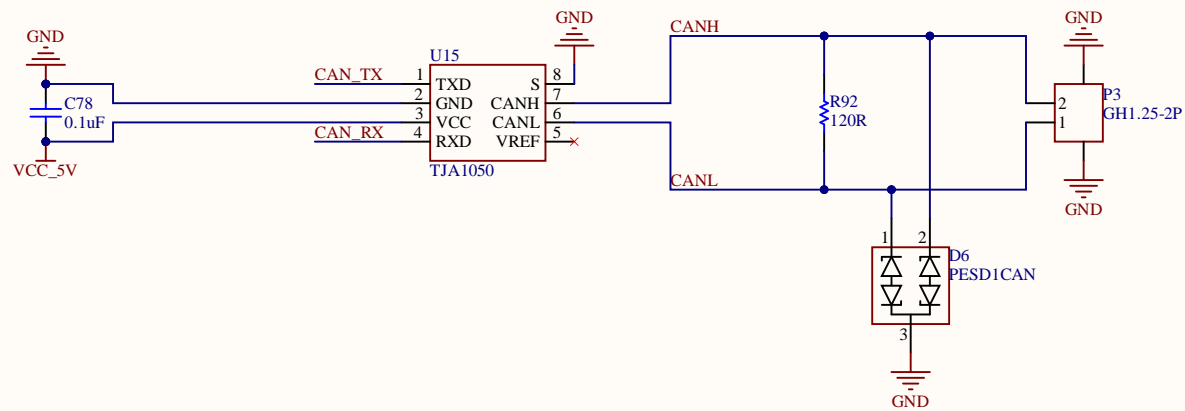 GND
GND
GND
CANH
U15
CAN_TX
1
TXD
S
8
C78
0.1uF
2
GND
CANH
7
R92
120R
2
P3
GH1.25-2P
3
VCC
CANL
6
1
CAN_RX
4
RXD
VREF
5
VCC_5V
TJA1050
CANL
GND
1
2
D6
PESD1CAN
3
GND